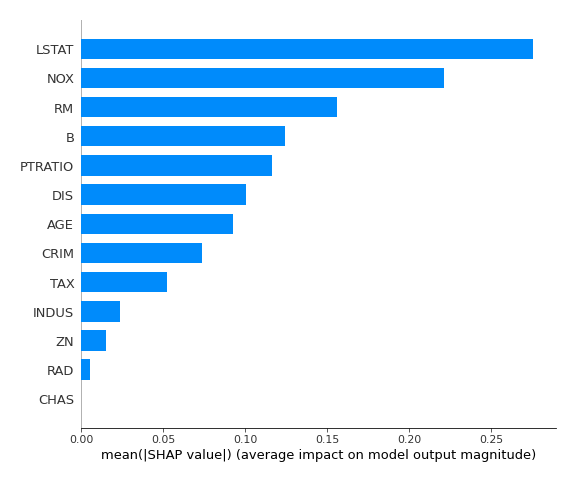 LSTAT
NOX
RM
B
PTRATIO
DIS
AGE
CRIM
TAX
INDUS
ZN
RAD
CHAS
0.00 0.05 0.10 0.15 0.20 0.25
mean(|SHAP value|) (average impact on model output magnitude)